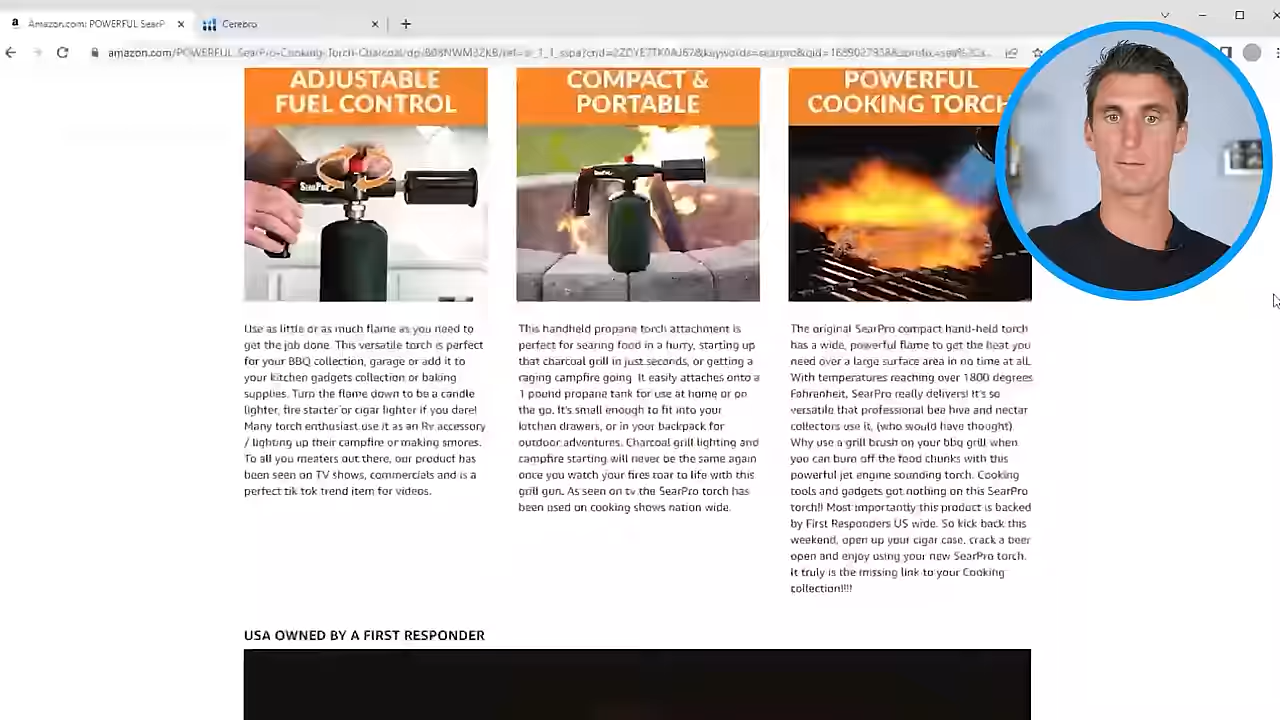 Amazon.com: POWERFUL SearP
Cerebro
ADJUSTABLE
FUEL CONTROL
SEARPRO
Use as little or as much flame as you need to
get the job done. This versatile torch is perfect
for your BBQ collection, garage or add it to
your kitchen gadgets collection or baking
supplies. Turn the flame down to be a candle
lighter, fire starter or cigar lighter if you dare!
Many torch enthusiast use it as an Rv accessory
/ lighting up their campfire or making smores.
To all you meaters out there, our product has
been seen on TV shows, commercials and is a
perfect tik tok trend item for videos.
COMPACT &
PORTABLE
This handheld propane torch attachment is
perfect for searing food in a hurry, starting up
that charcoal grill in just seconds, or getting a
raging campfire going. It easily attaches onto a
1 pound propane tank for use at home or on
the go. It's small enough to fit into your
kitchen drawers, or in your backpack for
outdoor adventures. Charcoal grill lighting and
campfire starting will never be the same again
once you watch your fires roar to life with this
grill gun. As seen on tv the SearPro torch has
been used on cooking shows nation wide.
POWERFUL
COOKING TORCH
The original SearPro compact hand-held torch
has a wide, powerful flame to get the heat you
need over a large surface area in no time at all.
With temperatures reaching over 1800 degrees
Fahrenheit, SearPro really delivers! It's so
versatile that professional bee hive and nectar
collectors use it, (who would have thought).
Why use a grill brush on your bbq grill when
you can burn off the food chunks with this
powerful jet engine sounding torch. Cooking
tools and gadgets got nothing on this SearPro
torch!! Most importantly this product is backed
by First Responders US wide. So kick back this
weekend, open up your cigar case, crack a beer
open and enjoy using your new SearPro torch.
It truly is the missing link to your Cooking
collection!!!!
USA OWNED BY A FIRST RESPONDER